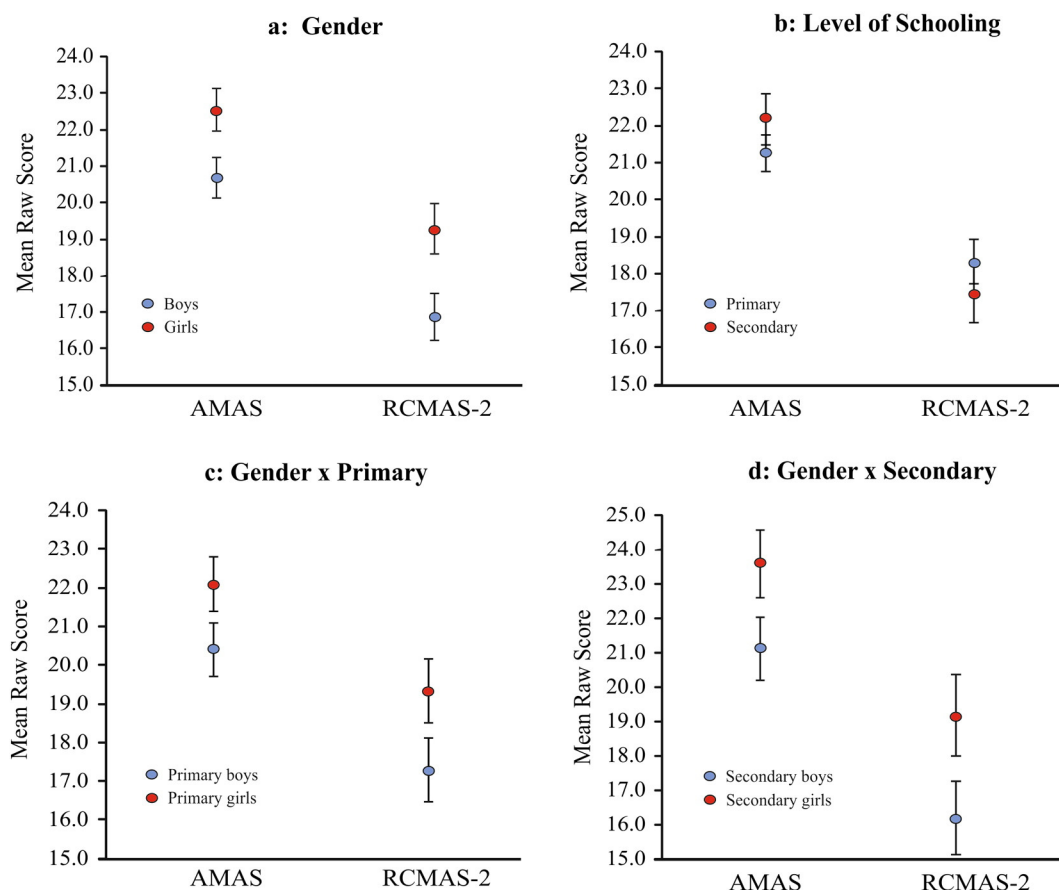 a: Gender
Mean Raw Score
24.0
23.0
22.0
21.0
20.0
19.0
18.0
17.0
16.0
15.0
Boys
Girls
AMAS RCMAS-2
b: Level of Schooling
Mean Raw Score
24.0
23.0
22.0
21.0
20.0
19.0
18.0
17.0
16.0
15.0
Primary
Secondary
AMAS RCMAS-2
c: Gender x Primary
Mean Raw Score
24.0
23.0
22.0
21.0
20.0
19.0
18.0
17.0
16.0
15.0
Primary boys
Primary girls
AMAS RCMAS-2
d: Gender x Secondary
Mean Raw Score
25.0
24.0
23.0
22.0
21.0
20.0
19.0
18.0
17.0
16.0
15.0
Secondary boys
Secondary girls
AMAS RCMAS-2